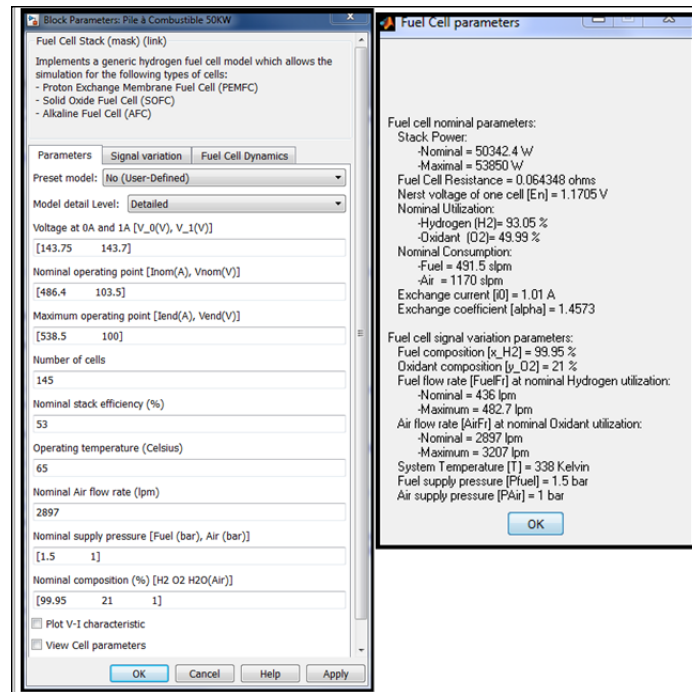 Block Parameters: Pile à Combustible 50KW
Fuel Cell Stack (mask) (link)
Implements a generic hydrogen fuel cell model which allows the
simulation for the following types of cells:
- Proton Exchange Membrane Fuel Cell (PEMFC)
- Solid Oxide Fuel Cell (SOFC)
- Alkaline Fuel Cell (AFC)
Parameters Signal variation Fuel Cell Dynamics
Preset model: No (User-Defined)
Model detail Level: Detailed
Voltage at 0A and 1A [V_0(V), V_1(V)]
[143.75 143.7]
Nominal operating point [Inom(A), Vnom(V)]
[486.4 103.5]
Maximum operating point [Iend(A), Vend(V)]
[538.5 100]
Number of cells
145
Nominal stack efficiency (%)
53
Operating temperature (Celsius)
65
Nominal Air flow rate (lpm)
2897
Nominal supply pressure [Fuel (bar), Air (bar)]
[1.5 1]
Nominal composition (%) [H2 O2 H2O(Air)]
[99.95 21 1]
Plot V-I characteristic
View Cell parameters
OK Cancel Help Apply
Fuel Cell parameters
Fuel cell nominal parameters:
Stack Power:
-Nominal = 50342.4 W
-Maximal = 53850 W
Fuel Cell Resistance = 0.064348 ohms
Nerst voltage of one cell [En] = 1.1705 V
Nominal Utilization:
-Hydrogen (H2)= 93.05 %
-Oxidant (O2)= 49.99 %
Nominal Consumption:
-Fuel = 491.5 slpm
-Air = 1170 slpm
Exchange current [i0] = 1.01 A
Exchange coefficient [alpha] = 1.4573
Fuel cell signal variation parameters:
Fuel composition [x_H2] = 99.95 %
Oxidant composition [y_O2] = 21 %
Fuel flow rate [FuelFr] at nominal Hydrogen utilization:
-Nominal = 436 lpm
-Maximum = 482.7 lpm
Air flow rate [AirFr] at nominal Oxidant utilization:
-Nominal = 2897 lpm
-Maximum = 3207 lpm
System Temperature [T] = 338 Kelvin
Fuel supply pressure [Pfuel] = 1.5 bar
Air supply pressure [PAir] = 1 bar
OK